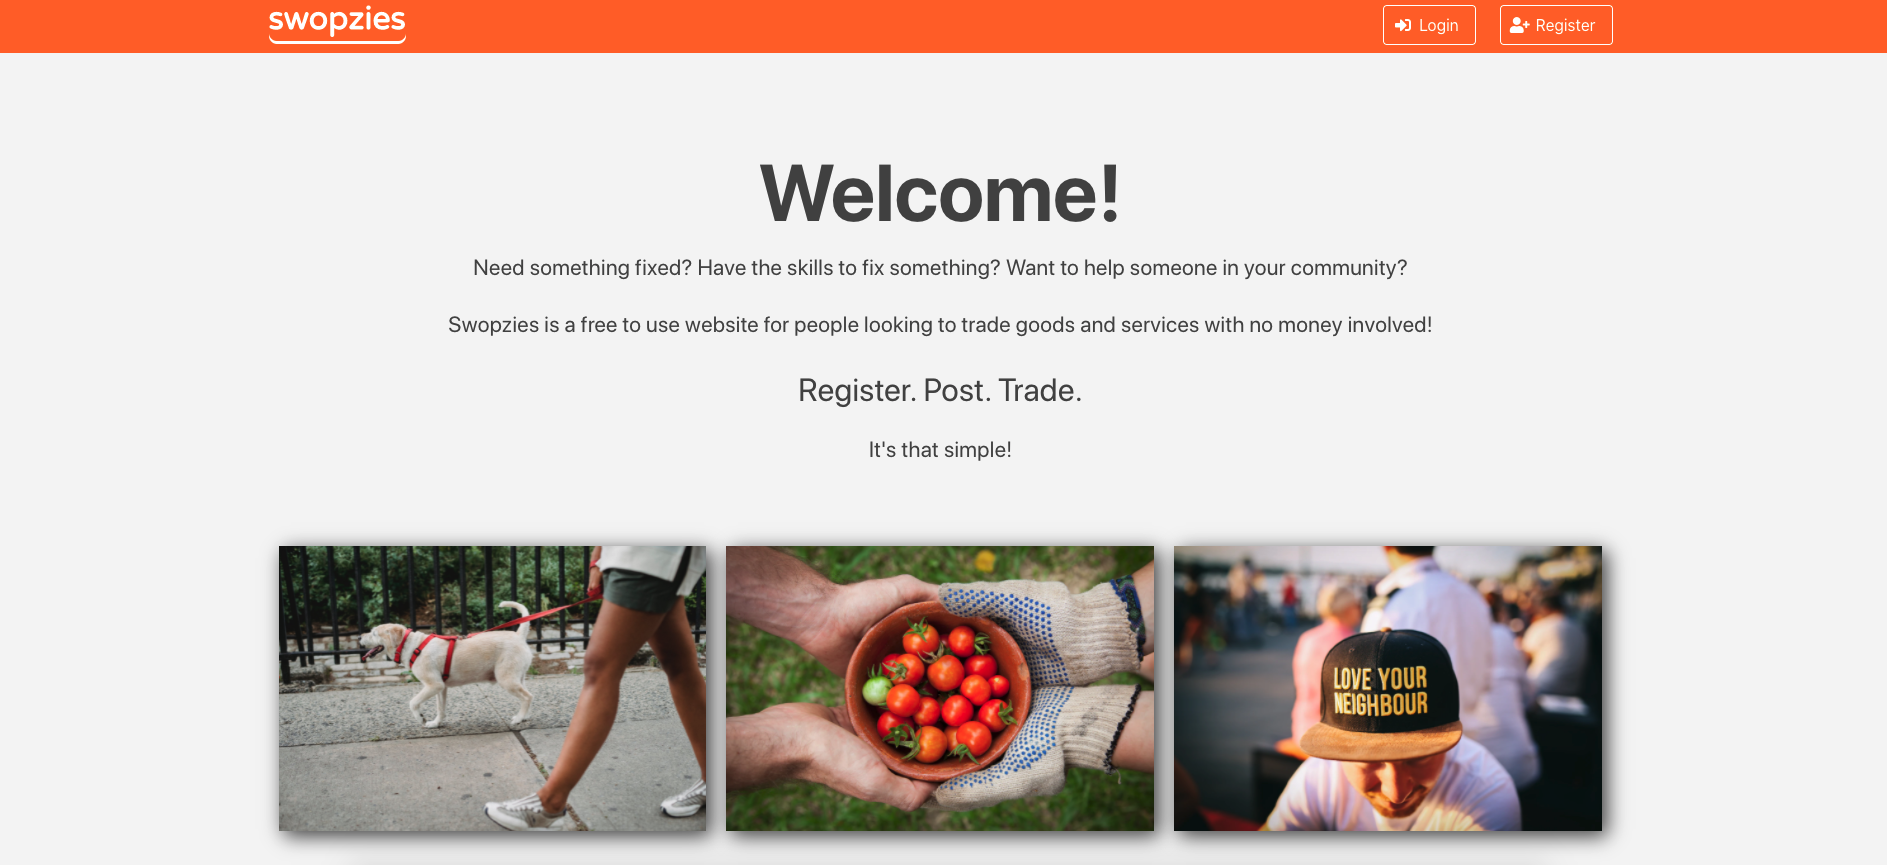 swopzies
Login
Register
Welcome!
Need something fixed? Have the skills to fix something? Want to help someone in your community?
Swopzies is a free to use website for people looking to trade goods and services with no money involved!
Register. Post. Trade.
It's that simple!
LOVE YOUR
NEIGHBOUR